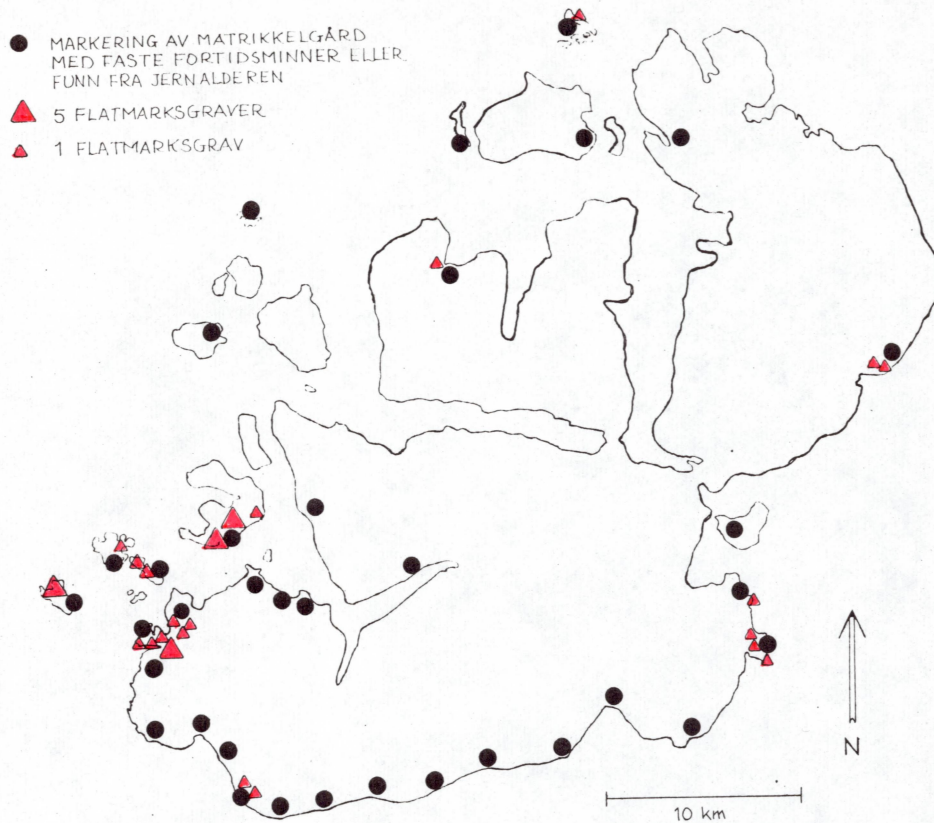 MARKERING AV MATRIKKELGÅRD
MED FASTE FORTIDSMINNER ELLER
FUNN FRA JERNALDEREN
5 FLATMARKSGRAVER
1 FLATMARKSGRAV
N
10 km